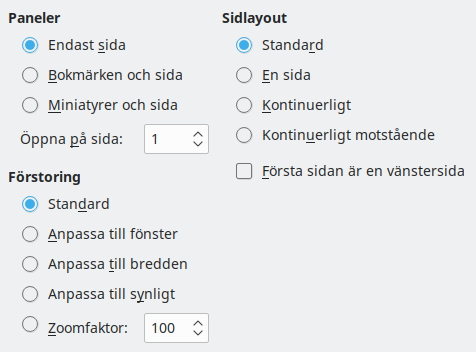 Paneler
Endast sida
Bokmärken och sida
Miniatyrer och sida
Öppna på sida: 1
Förstoring
Standard
Anpassa till fönster
Anpassa till bredden
Anpassa till synligt
Zoomfaktor: 100
Sidlayout
Standard
En sida
Kontinuerligt
Kontinuerligt motstående
Första sidan är en vänstersida